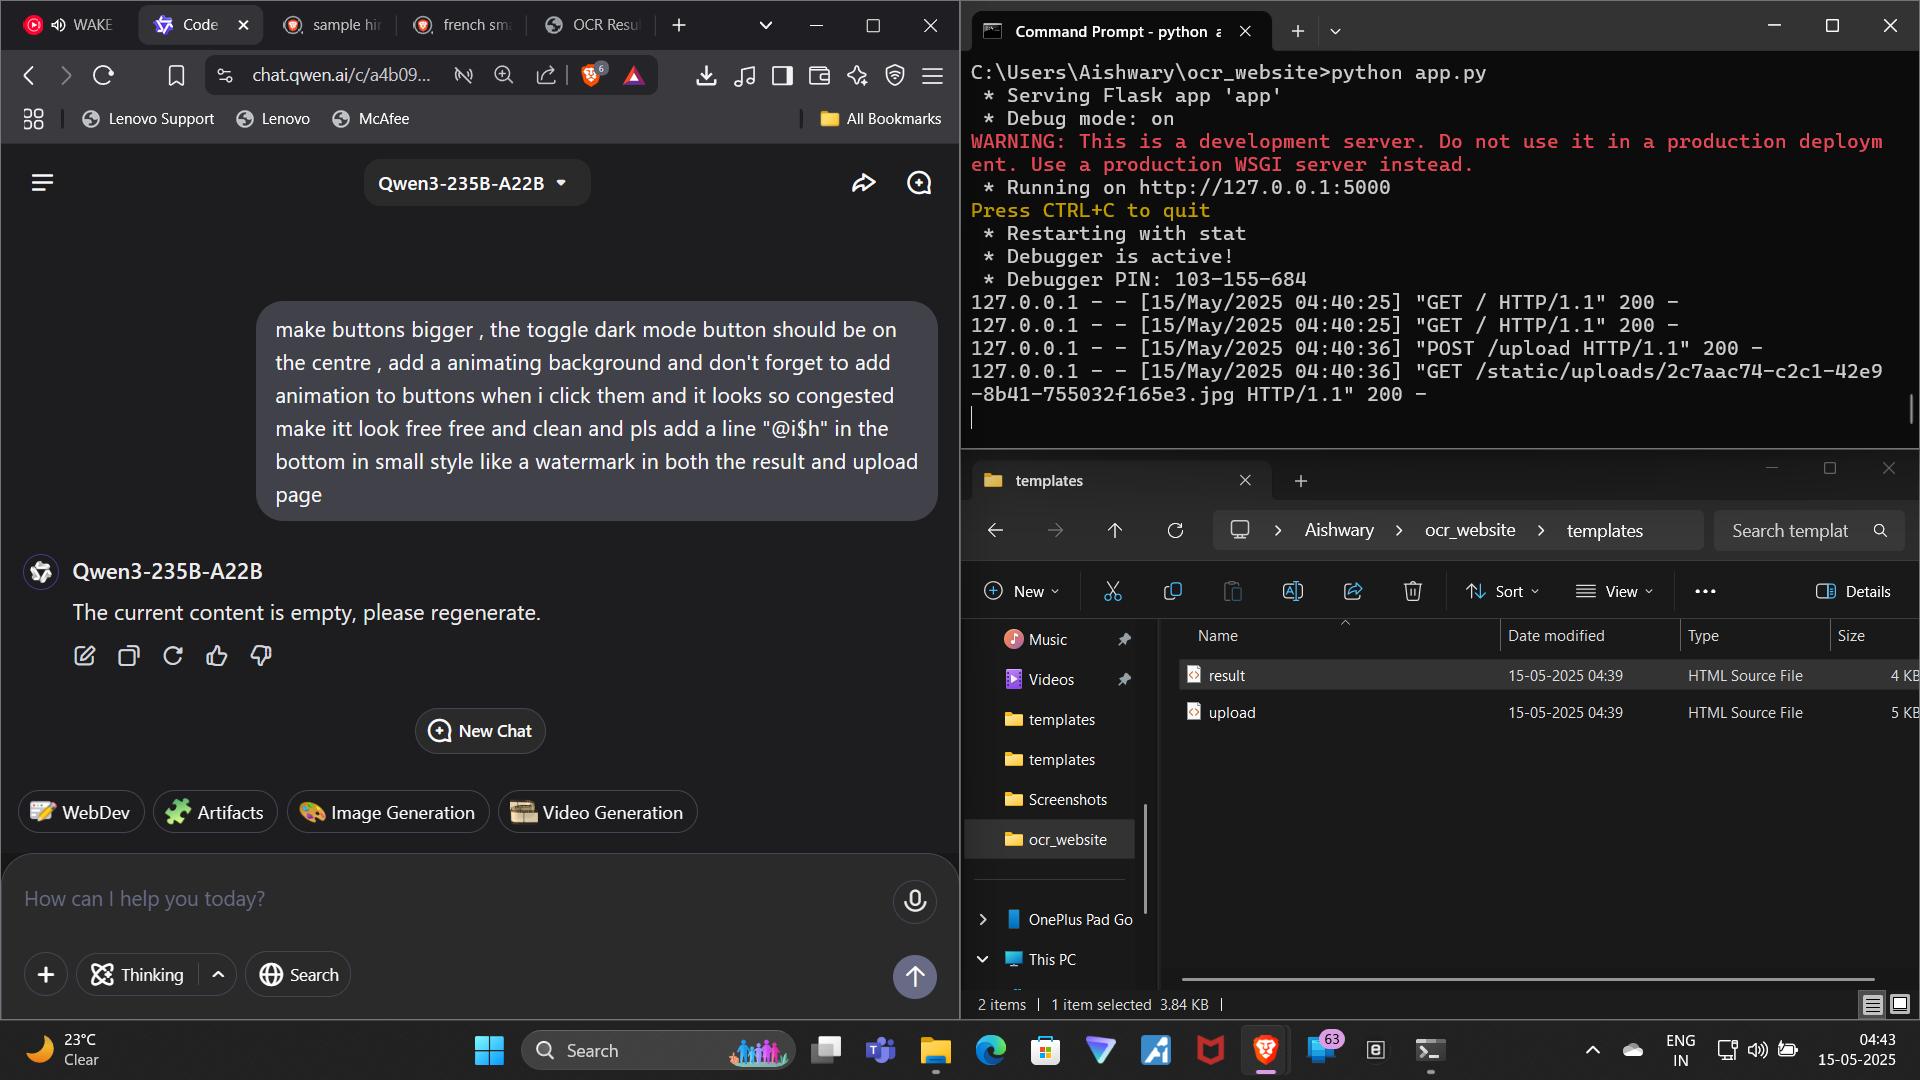 WAKE
Code
sample hir
french sma
OCR Resu
chat.qwen.ai/c/a4b09...
6
Lenovo Support
Lenovo
McAfee
All Bookmarks
Qwen3-235B-A22B
make buttons bigger , the toggle dark mode button should be on
the centre , add a animating background and don't forget to add
animation to buttons when i click them and it looks so congested
make itt look free free and clean and pls add a line "@i$h" in the
bottom in small style like a watermark in both the result and upload
page
Qwen3-235B-A22B
The current content is empty, please regenerate.
New Chat
WebDev
Artifacts
Image Generation
Video Generation
How can I help you today?
Thinking
Search
Command Prompt - python a
C:\Users\Aishwary\ocr_website>python app.py
* Serving Flask app 'app'
* Debug mode: on
WARNING: This is a development server. Do not use it in a production deploym
ent. Use a production WSGI server instead.
* Running on http://127.0.0.1:5000
Press CTRL+C to quit
* Restarting with stat
* Debugger is active!
* Debugger PIN: 103-155-684
127.0.0.1 - - [15/May/2025 04:40:25] "GET / HTTP/1.1" 200 -
127.0.0.1 - - [15/May/2025 04:40:25] "GET / HTTP/1.1" 200 -
127.0.0.1 - - [15/May/2025 04:40:36] "POST /upload HTTP/1.1" 200 -
127.0.0.1 - - [15/May/2025 04:40:36] "GET /static/uploads/2c7aac74-c2c1-42e9
-8b41-755032f165e3.jpg HTTP/1.1" 200 -
templates
Aishwary > ocr_website > templates
Search templat
New
Sort
View
Details
Music
Videos
templates
templates
Screenshots
ocr_website
OnePlus Pad Go
This PC
Name Date modified Type Size
result 15-05-2025 04:39 HTML Source File 4 KB
upload 15-05-2025 04:39 HTML Source File 5 KB
2 items | 1 item selected 3.84 KB |
23°C
Clear
Search
63
ENG
IN
04:43
15-05-2025